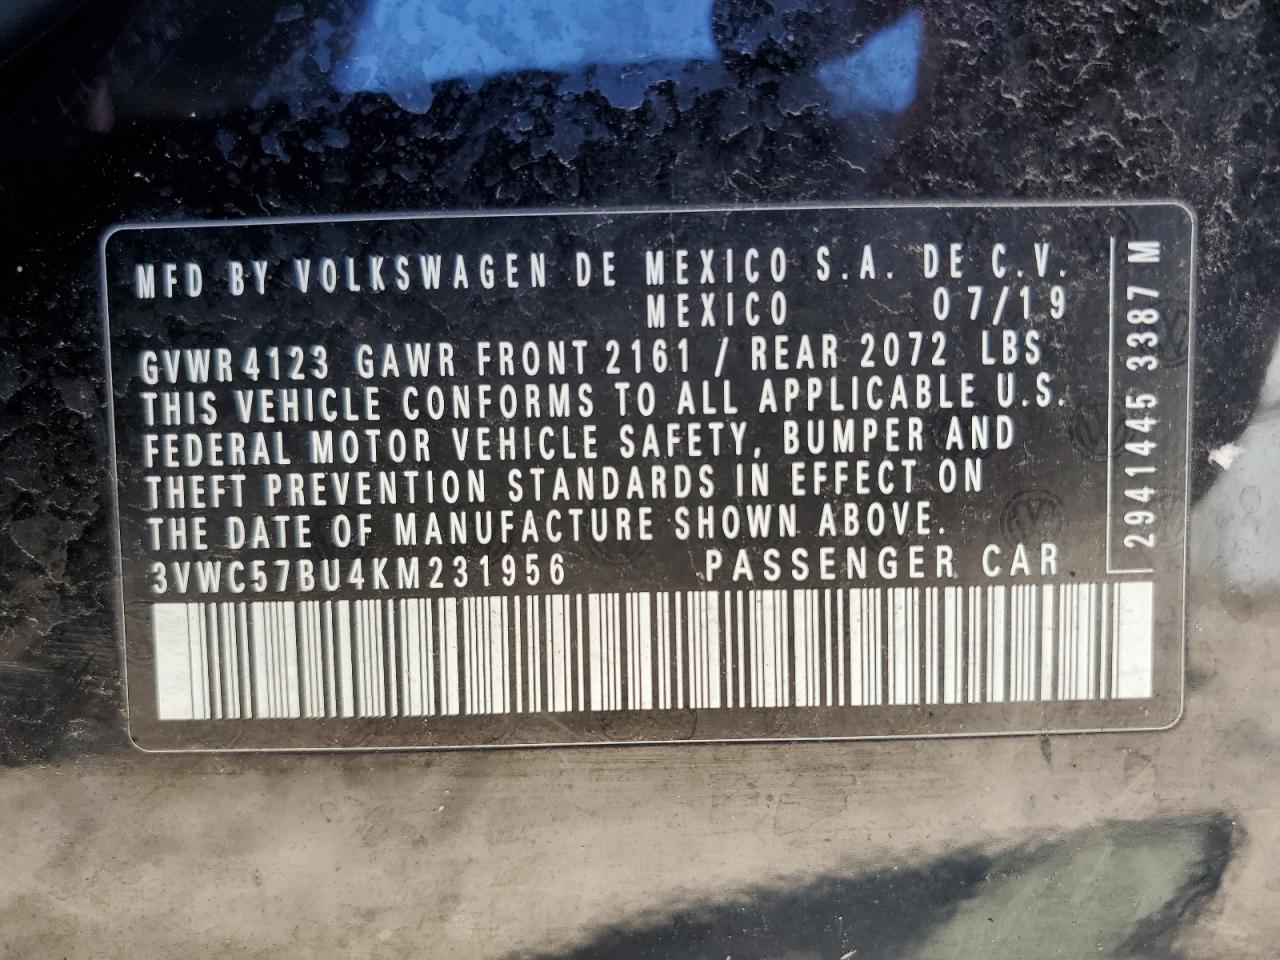 MFD BY VOLKSWAGEN DE MEXICO S.A. DE C.V.
MEXICO 07/19
GVWR 4123 GAWR FRONT 2161 / REAR 2072 LBS
THIS VEHICLE CONFORMS TO ALL APPLICABLE U.S.
FEDERAL MOTOR VEHICLE SAFETY, BUMPER AND
THEFT PREVENTION STANDARDS IN EFFECT ON
THE DATE OF MANUFACTURE SHOWN ABOVE.
3VWC57BU4KM231956 PASSENGER CAR
2941445 3387 M